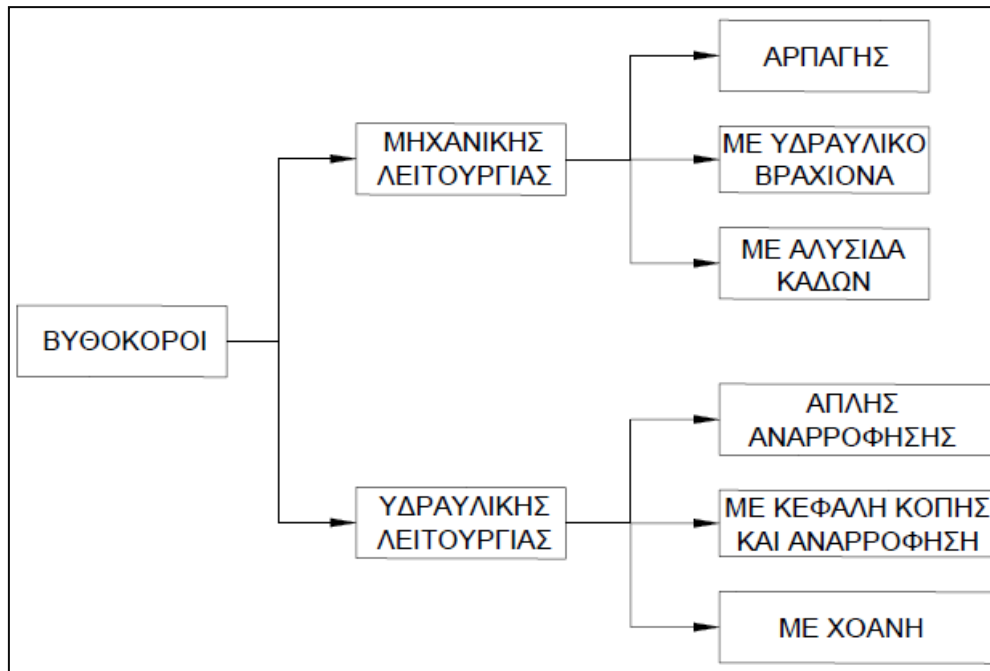 ΑΡΠΑΓΗΣ
ΜΗΧΑΝΙΚΗΣ
ΛΕΙΤΟΥΡΓΙΑΣ
ΜΕ ΥΔΡΑΥΛΙΚΟ
ΒΡΑΧΙΟΝΑ
ΜΕ ΑΛΥΣΙΔΑ
ΚΑΔΩΝ
ΒΥΘΟΚΟΡΟΙ
ΑΠΛΗΣ
ΑΝΑΡΡΟΦΗΣΗΣ
ΥΔΡΑΥΛΙΚΗΣ
ΛΕΙΤΟΥΡΓΙΑΣ
ΜΕ ΚΕΦΑΛΗ ΚΟΠΗΣ
ΚΑΙ ΑΝΑΡΡΟΦΗΣΗ
ΜΕ ΧΟΑΝΗ